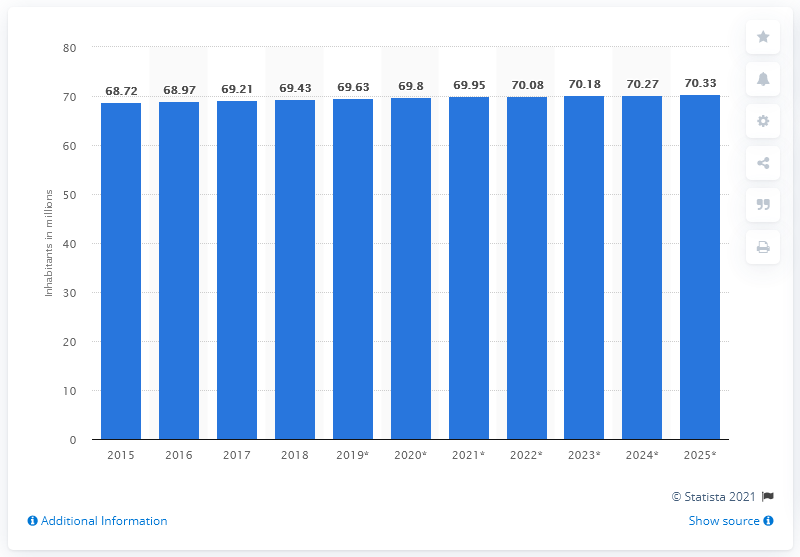 80
70
60
50
40
30
20
10
0
Inhabitants in millions
68.72 68.97 69.21 69.43 69.63 69.8 69.95 70.08 70.18 70.27 70.33
2015 2016 2017 2018 2019* 2020* 2021* 2022* 2023* 2024* 2025*
© Statista 2021
Additional Information
Show source